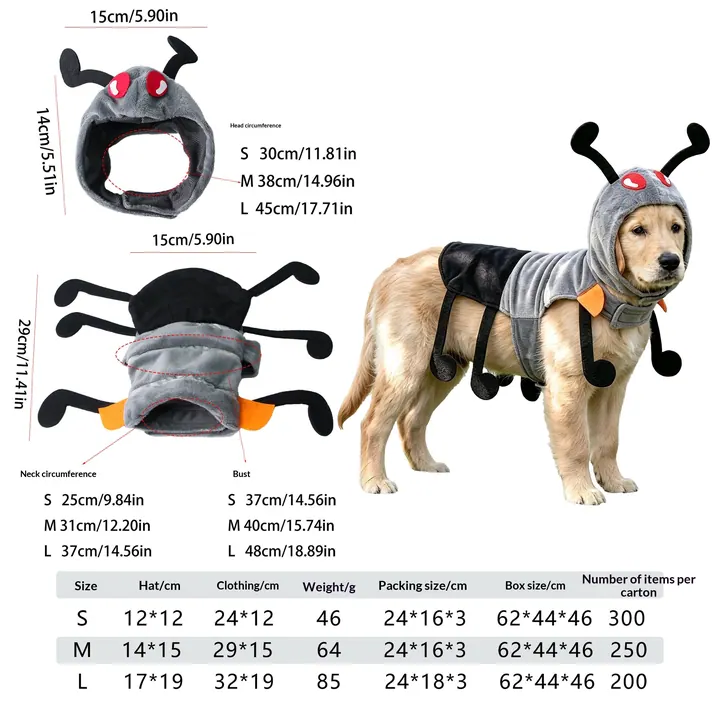 15cm/5.90in
14cm/5.51in
Head circumference
S 30cm/11.81in
M 38cm/14.96in
L 45cm/17.71in
15cm/5.90in
29cm/11.41in
Neck circumference
S 25cm/9.84in
M 31cm/12.20in
L 37cm/14.56in
Bust
S 37cm/14.56in
M 40cm/15.74in
L 48cm/18.89in
Size Hat/cm Clothing/cm Weight/g Packing size/cm Box size/cm Number of items per carton
S 12*12 24*12 46 24*16*3 62*44*46 300
M 14*15 29*15 64 24*16*3 62*44*46 250
L 17*19 32*19 85 24*18*3 62*44*46 200